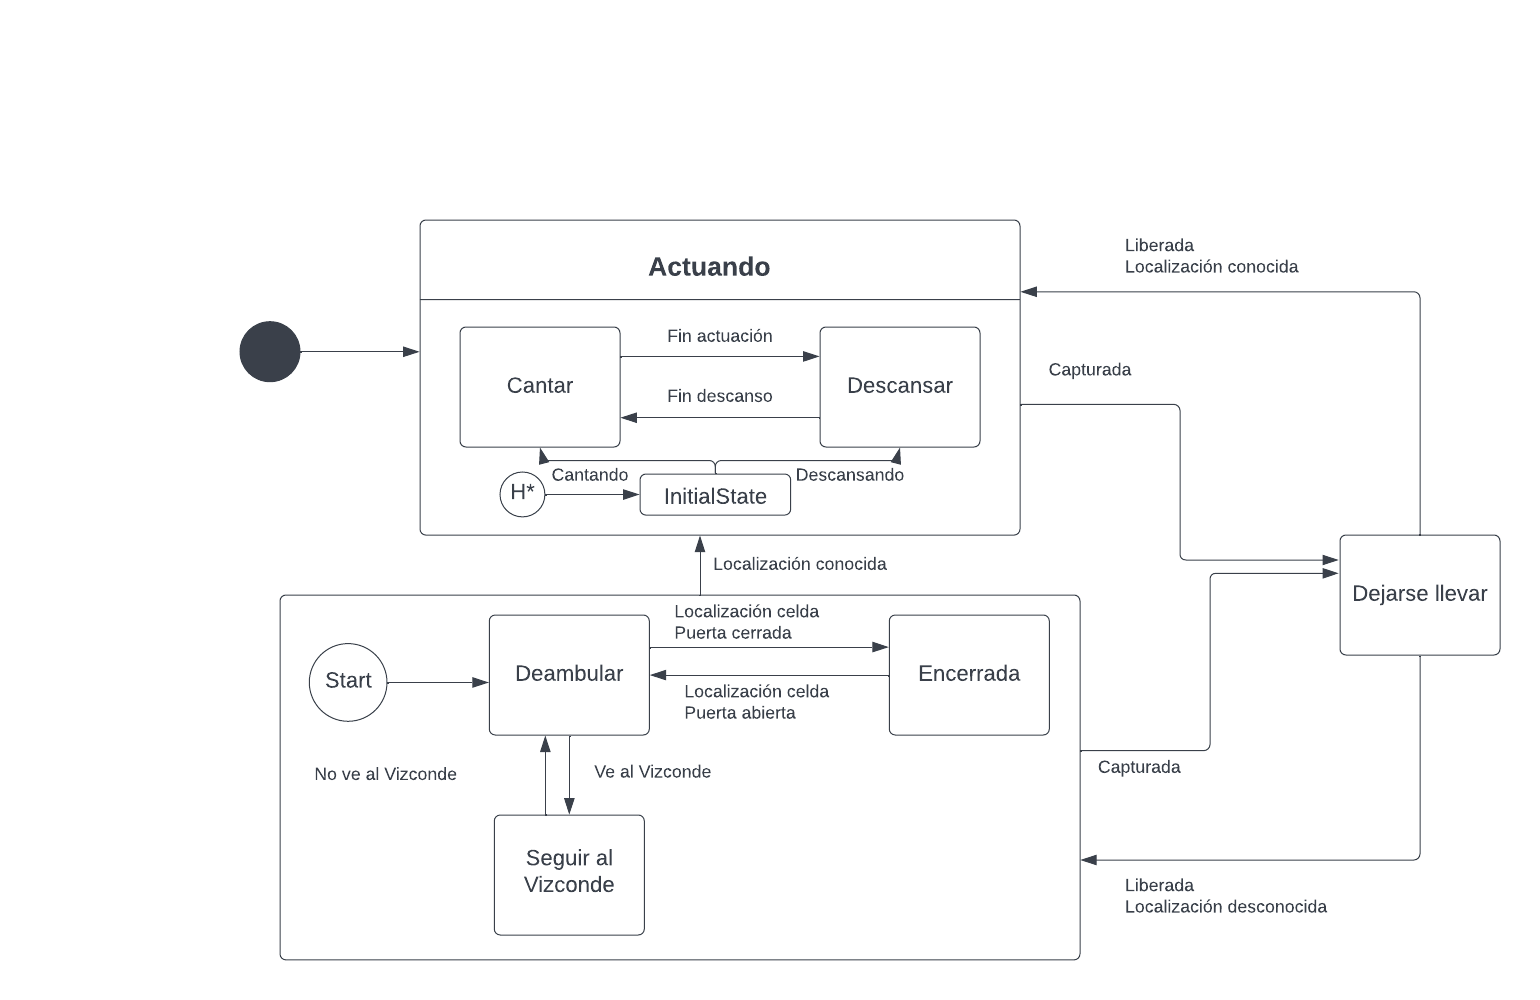 Liberada
Localización conocida
Actuando
Fin actuación
Cantar
Descansar
Capturada
Fin descanso
Cantando
Descansando
H*
InitialState
Localización conocida
Dejarse llevar
Localización celda
Puerta cerrada
Start
Deambular
Encerrada
Localización celda
Puerta abierta
No ve al Vizconde
Ve al Vizconde
Capturada
Seguir al
Vizconde
Liberada
Localización desconocida